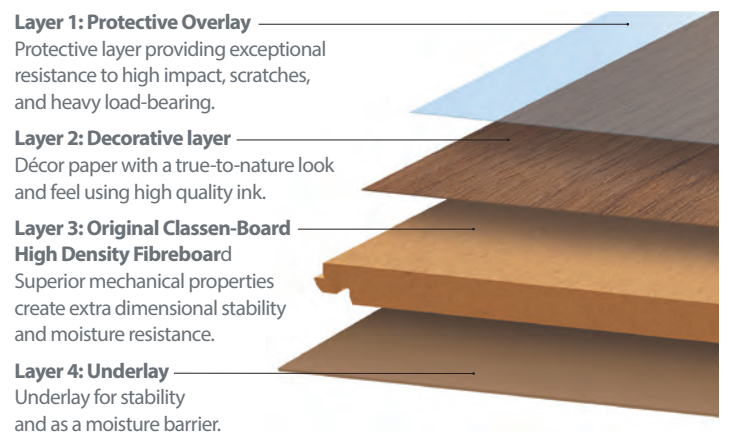 Layer 1: Protective Overlay
Protective layer providing exceptional
resistance to high impact, scratches,
and heavy load-bearing.
Layer 2: Decorative layer
Décor paper with a true-to-nature look
and feel using high quality ink.
Layer 3: Original Classen-Board
High Density Fibreboard
Superior mechanical properties
create extra dimensional stability
and moisture resistance.
Layer 4: Underlay
Underlay for stability
and as a moisture barrier.